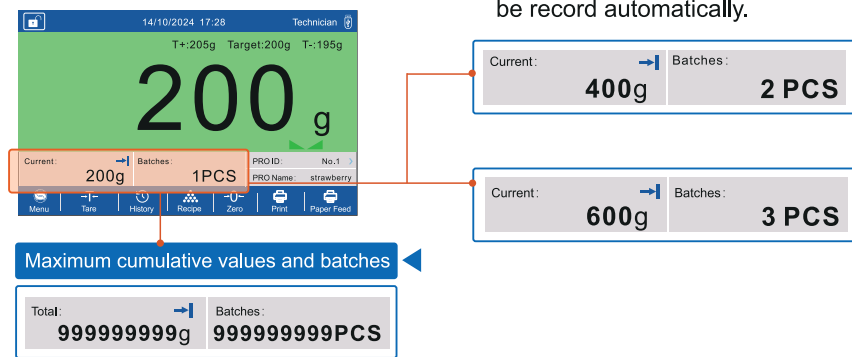 be record automatically.
14/10/2024 17:28 Technician
T+:205g Target:200g T-:195g
200 g
Current: Batches: PRO ID: No.1
200g 1PCS PRO Name: strawberry
Menu Tare History Recipe Zero Print Paper Feed
Current: Batches:
400g 2 PCS
Current: Batches:
600g 3 PCS
Maximum cumulative values and batches
Total: Batches:
999999999g 999999999PCS